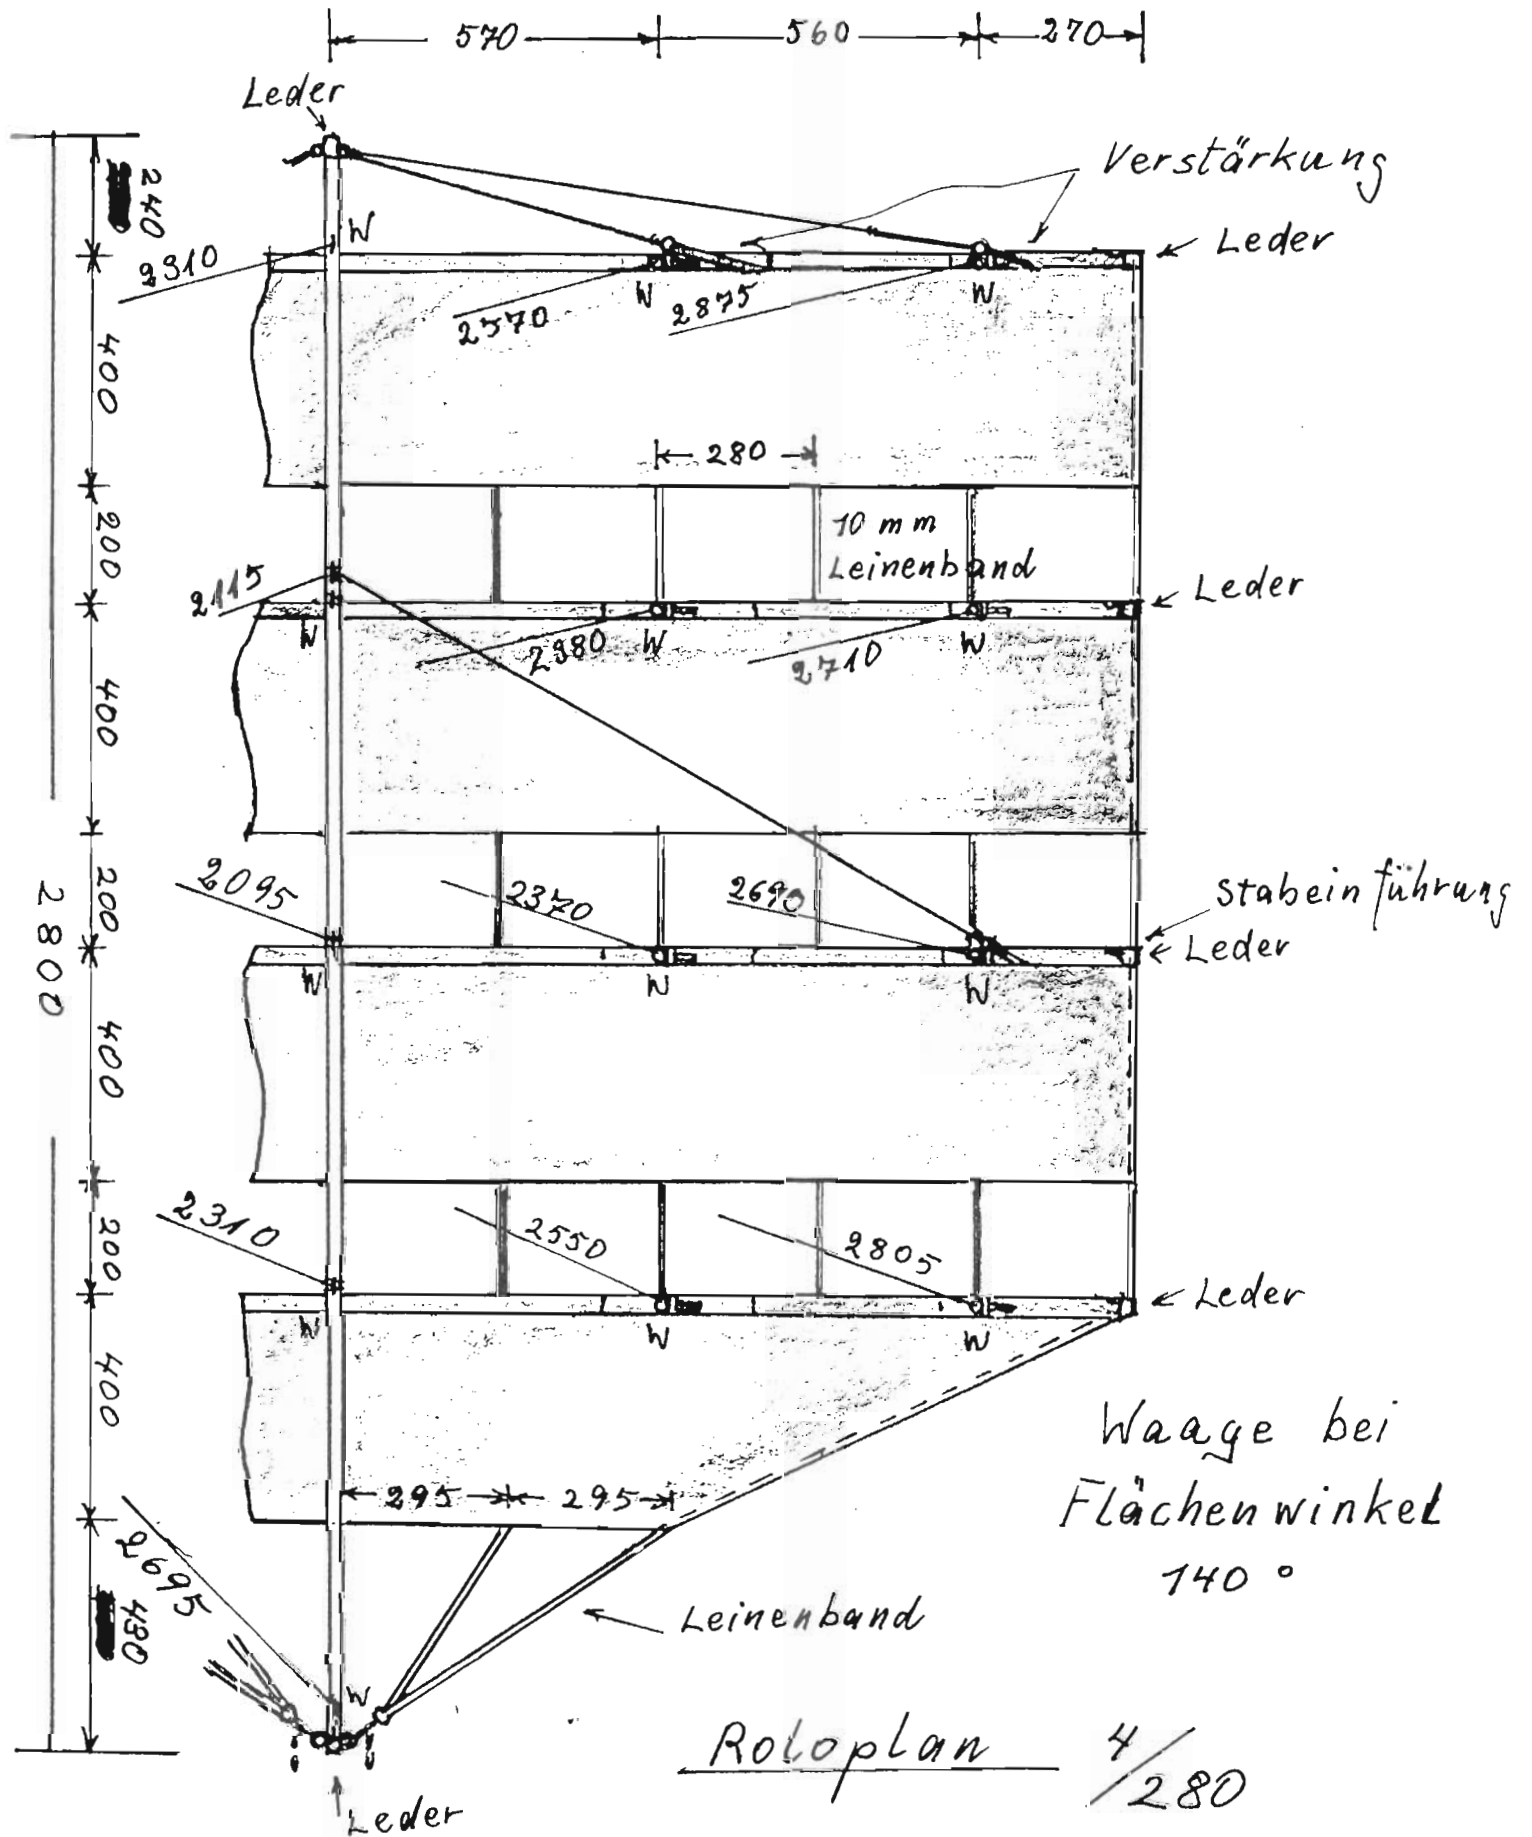 570
560
270
Leder
240
Verstärkung
W
Leder
2310
W
W
2570
2875
400
280
200
10 mm
Leinenband
2115
Leder
W
2380
W
W
2710
400
200
2095
2370
2690
Stabeinführung
Leder
2800
W
W
W
400
200
2310
2550
2805
Leder
W
W
W
400
Waage bei
Flächenwinkel
140 °
295
295
2695
480
Leinenband
W
Roloplan 4/280
Leder